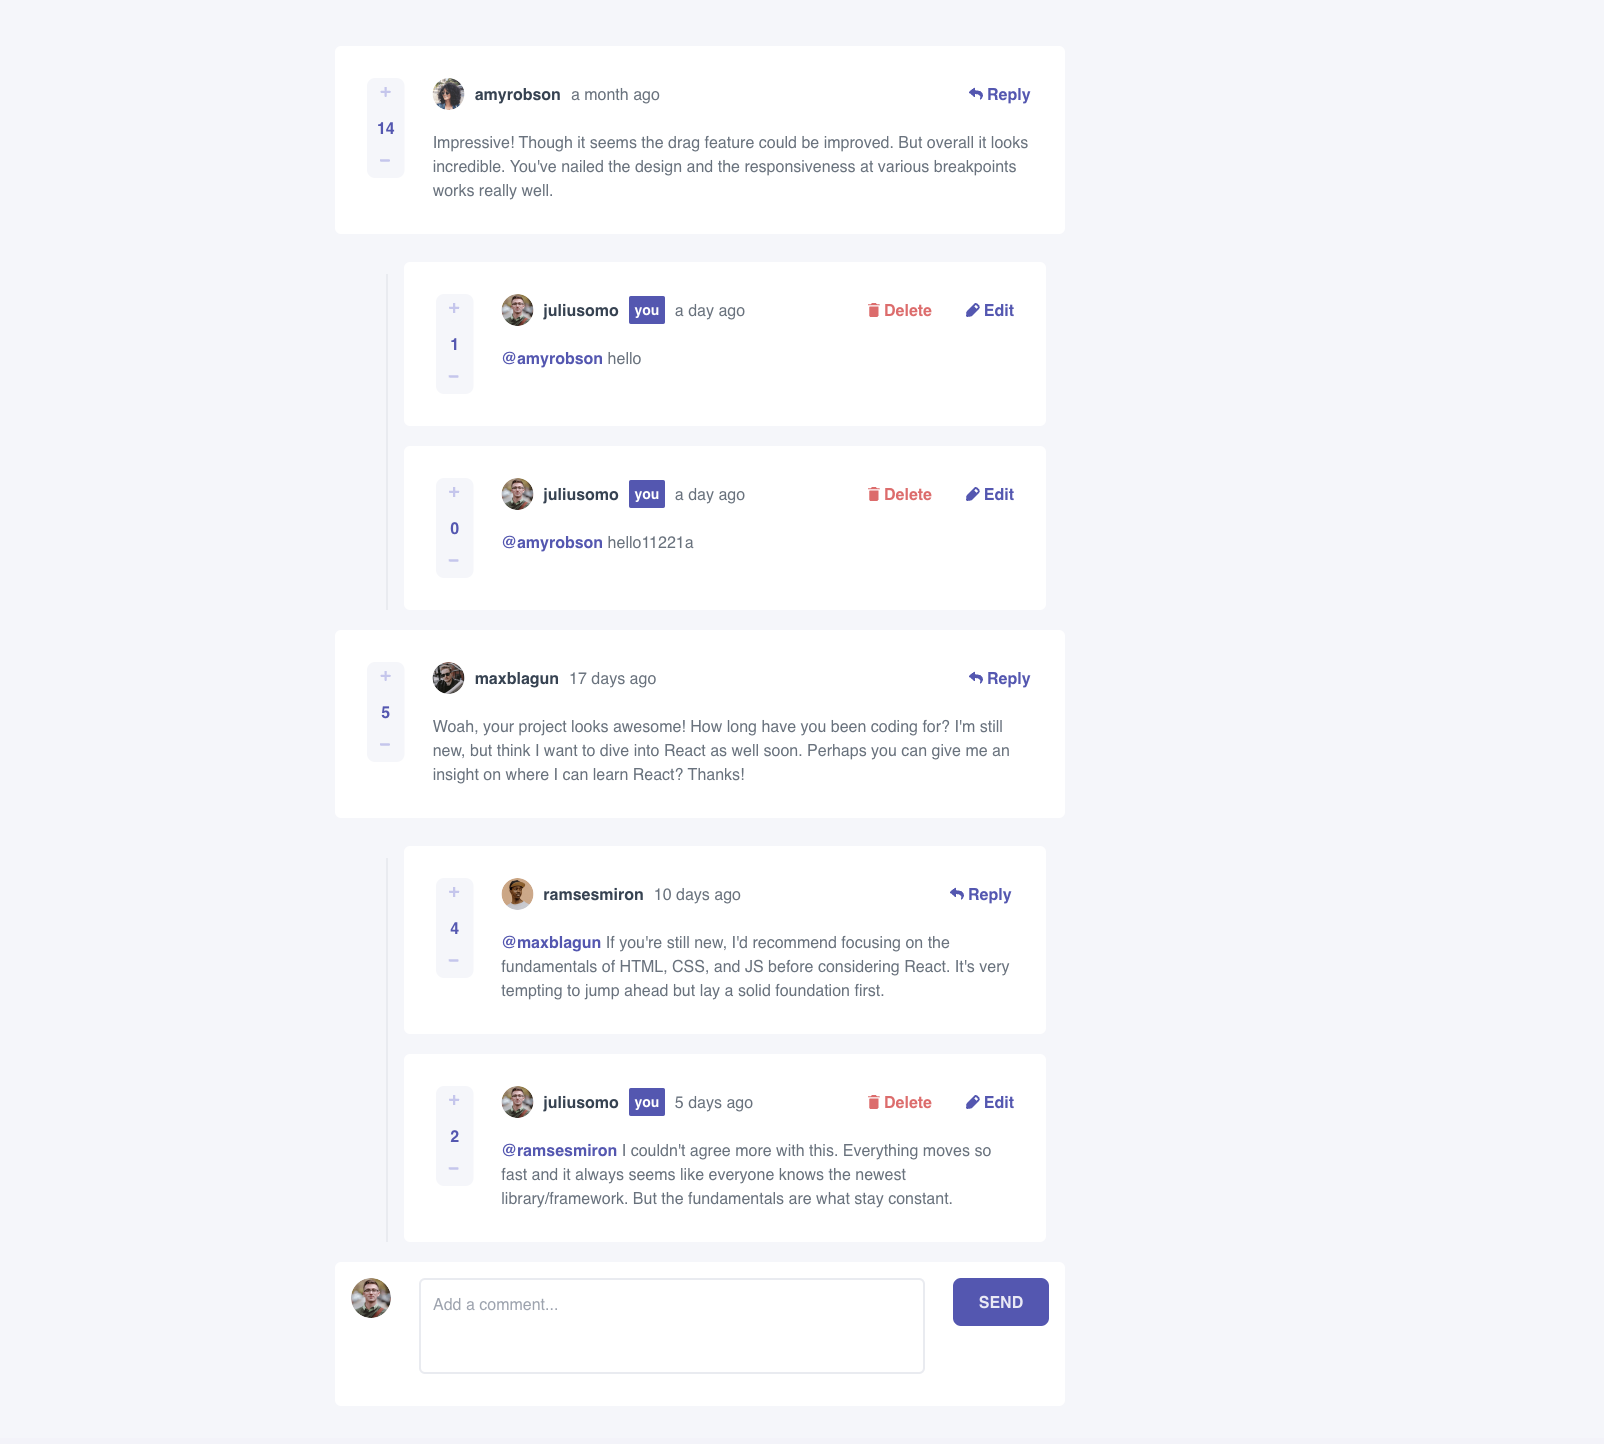 +
14
–
amyrobson a month ago Reply
Impressive! Though it seems the drag feature could be improved. But overall it looks
incredible. You've nailed the design and the responsiveness at various breakpoints
works really well.
+
1
–
juliusomo you a day ago Delete Edit
@amyrobson hello
+
0
–
juliusomo you a day ago Delete Edit
@amyrobson hello11221a
+
5
–
maxblagun 17 days ago Reply
Woah, your project looks awesome! How long have you been coding for? I'm still
new, but think I want to dive into React as well soon. Perhaps you can give me an
insight on where I can learn React? Thanks!
+
4
–
ramsesmiron 10 days ago Reply
@maxblagun If you're still new, I'd recommend focusing on the
fundamentals of HTML, CSS, and JS before considering React. It's very
tempting to jump ahead but lay a solid foundation first.
+
2
–
juliusomo you 5 days ago Delete Edit
@ramsesmiron I couldn't agree more with this. Everything moves so
fast and it always seems like everyone knows the newest
library/framework. But the fundamentals are what stay constant.
Add a comment...
SEND